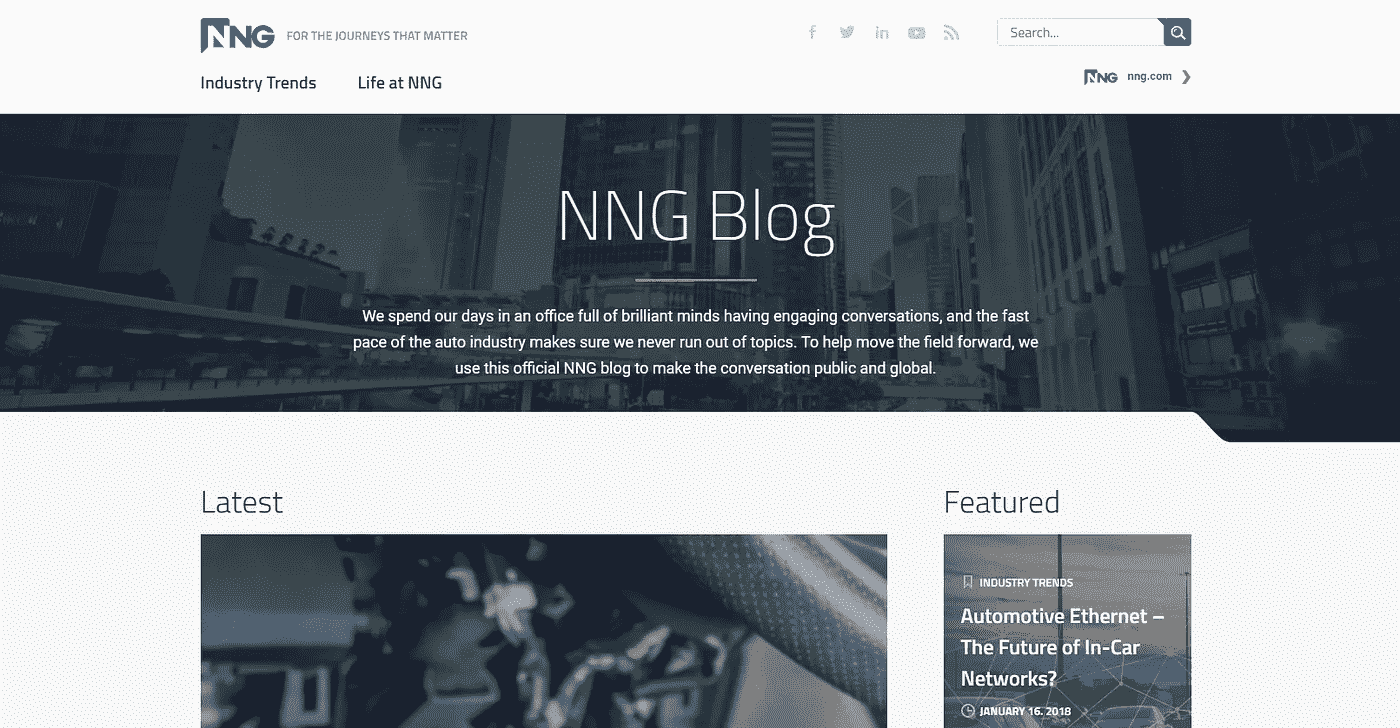 NNG FOR THE JOURNEYS THAT MATTER
Search...
Industry Trends Life at NNG
NNG nng.com
NNG Blog
We spend our days in an office full of brilliant minds having engaging conversations, and the fast
pace of the auto industry makes sure we never run out of topics. To help move the field forward, we
use this official NNG blog to make the conversation public and global.
Latest
Featured
INDUSTRY TRENDS
Automotive Ethernet –
The Future of In-Car
Networks?
JANUARY 16. 2018